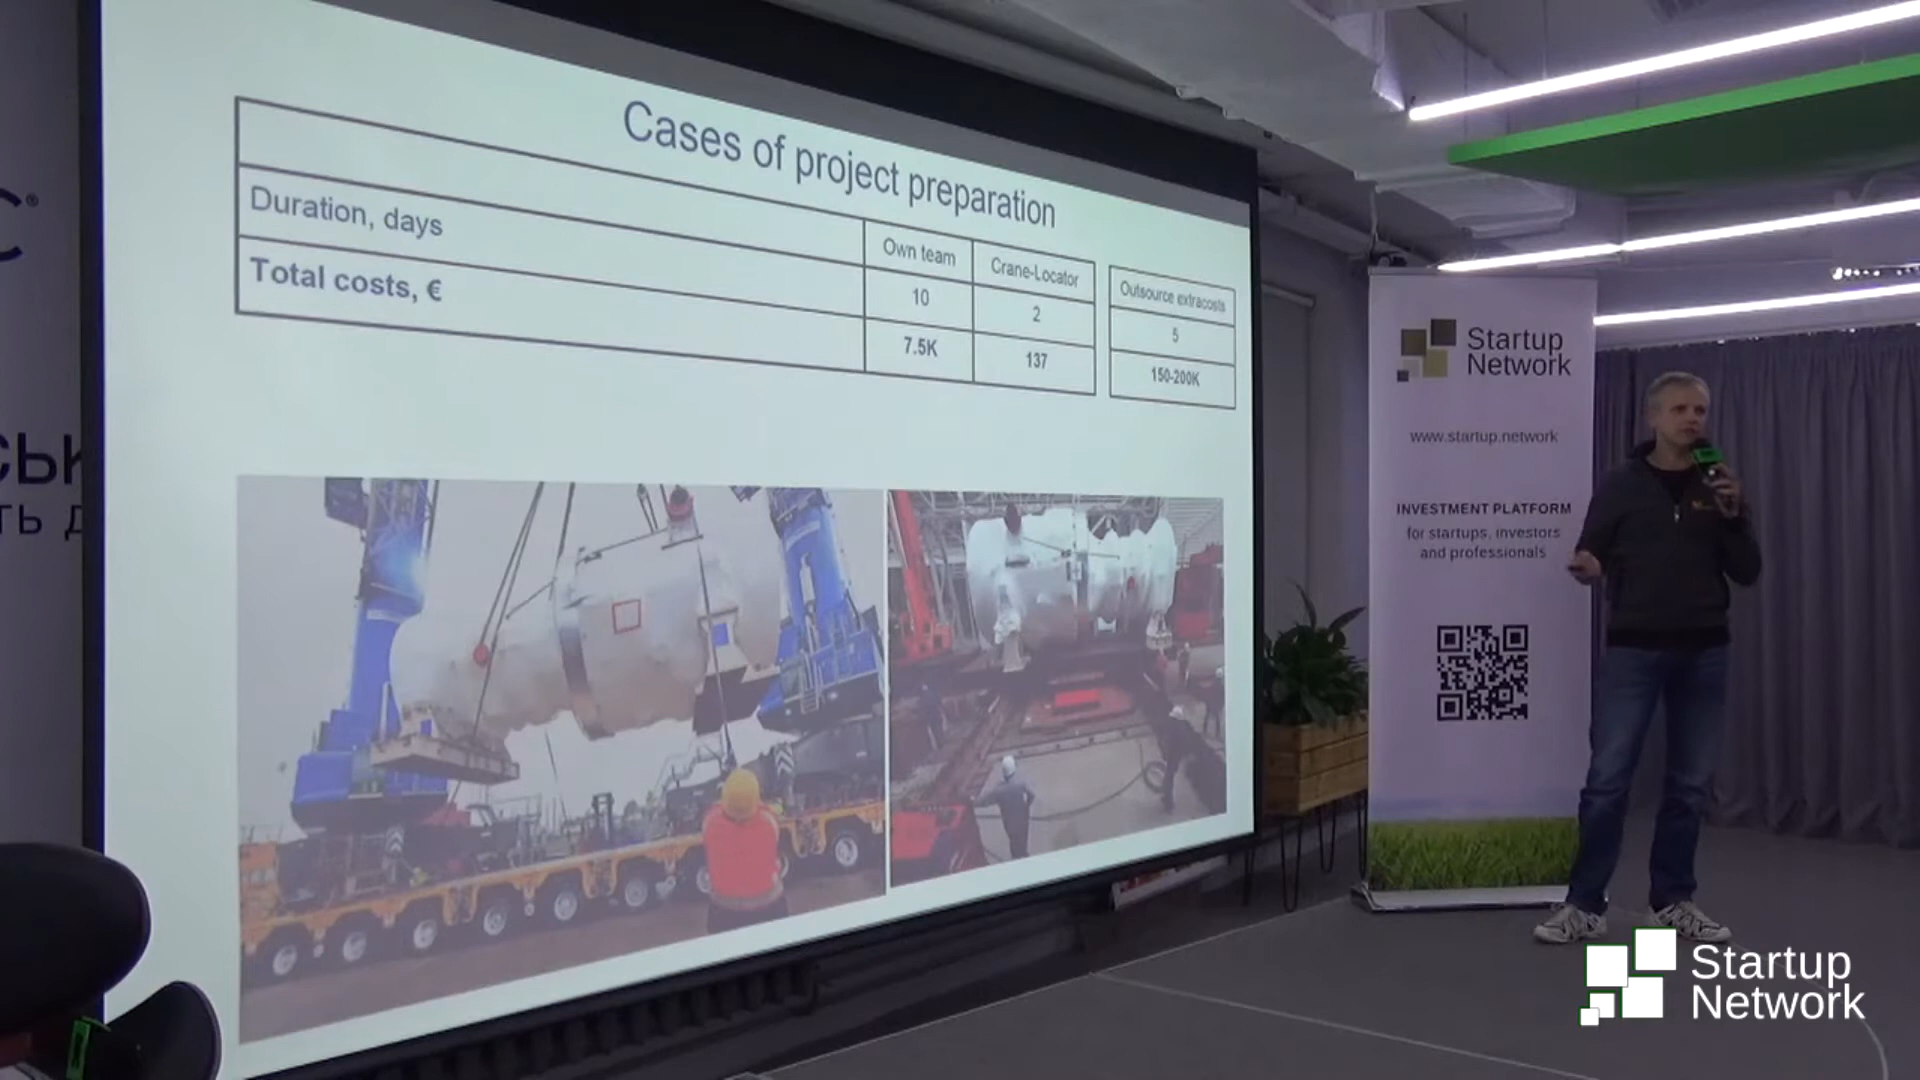 Cases of project preparation
Own team
Crane-Locator
Outsource extracosts
Duration, days
10
2
5
Total costs, €
7.5K
137
150-200K
Startup
Network
www.startup.network
INVESTMENT PLATFORM
for startups, investors
and professionals
Startup
Network